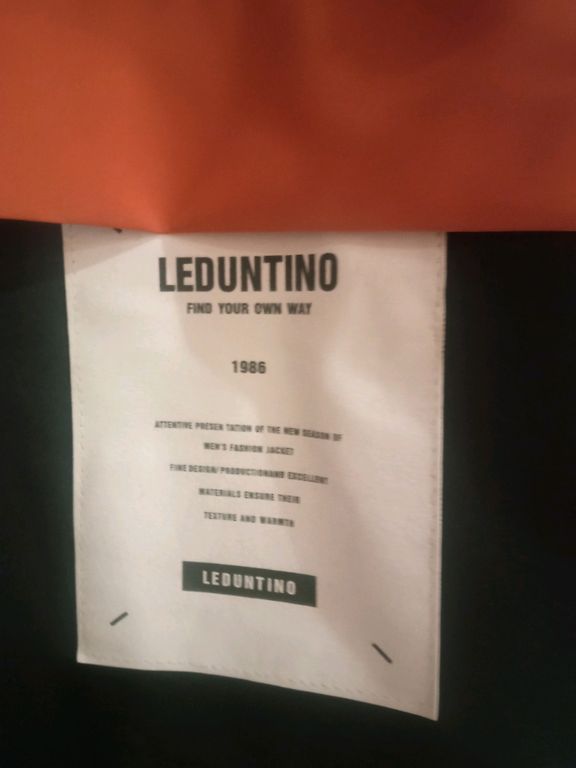 LEDUNTINO
FIND YOUR OWN WAY
1986
ATTENTIVE PRESEN TATION OF THE NEW SEASON OF
MEN'S FASHION JACKET
FINE DESIGN/PRODUCTIONAND EXCELLENT
MATERIALS ENSURE THEIR
TEXTURE AND WARMTH
LEDUNTINO